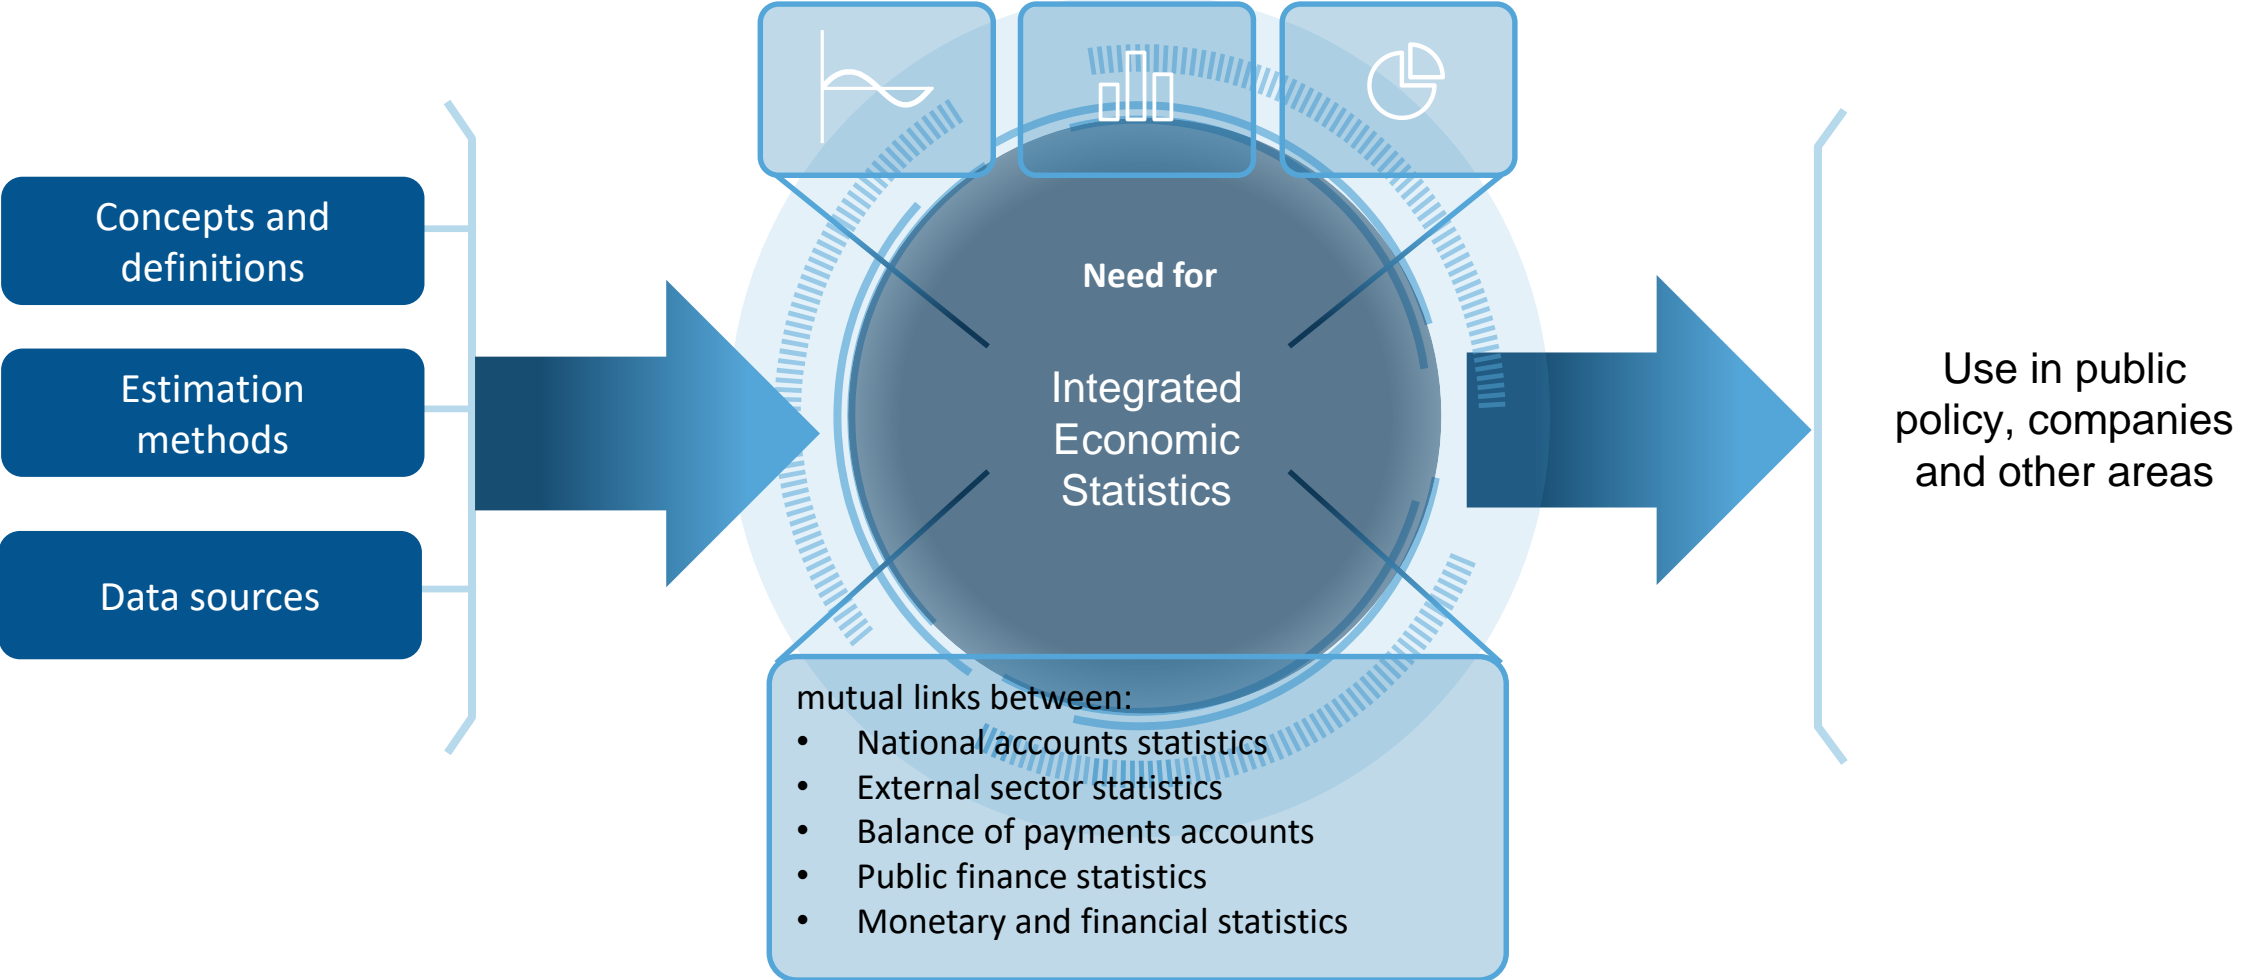 Concepts and
definitions
Estimation
methods
Data sources
Need for
Integrated
Economic
Statistics
mutual links between:
• National accounts statistics
• External sector statistics
• Balance of payments accounts
• Public finance statistics
• Monetary and financial statistics
Use in public
policy, companies
and other areas